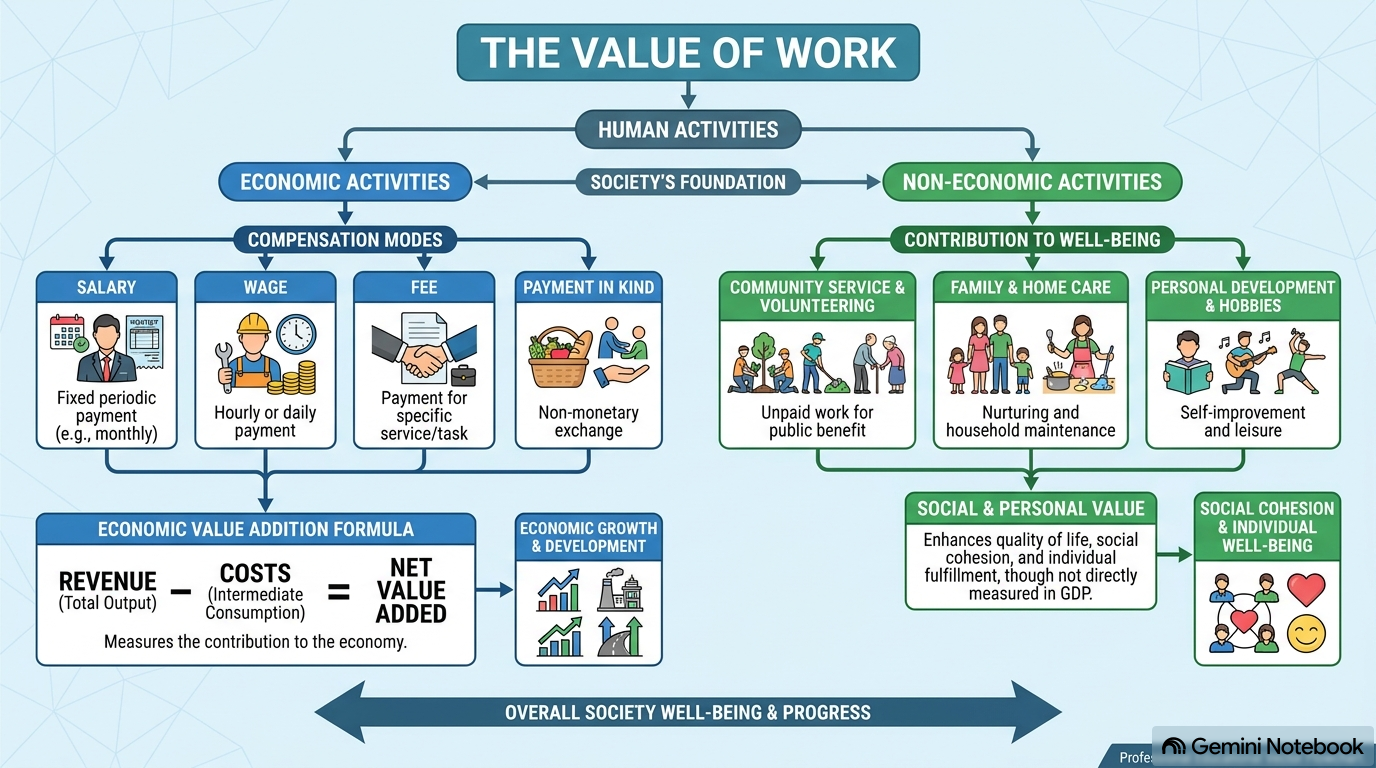 THE VALUE OF WORK
HUMAN ACTIVITIES
ECONOMIC ACTIVITIES
SOCIETY'S FOUNDATION
NON-ECONOMIC ACTIVITIES
COMPENSATION MODES
CONTRIBUTION TO WELL-BEING
SALARY
Fixed periodic
payment
(e.g., monthly)
WAGE
Hourly or daily
payment
FEE
Payment for
specific
service/task
PAYMENT IN KIND
Non-monetary
exchange
COMMUNITY SERVICE &
VOLUNTEERING
Unpaid work for
public benefit
FAMILY & HOME CARE
Nurturing and
household maintenance
PERSONAL DEVELOPMENT
& HOBBIES
Self-improvement
and leisure
ECONOMIC VALUE ADDITION FORMULA
REVENUE
(Total Output)
–
COSTS
(Intermediate
Consumption)
=
NET
VALUE
ADDED
Measures the contribution to the economy.
ECONOMIC GROWTH
& DEVELOPMENT
SOCIAL & PERSONAL VALUE
Enhances quality of life, social
cohesion, and individual
fulfillment, though not directly
measured in GDP.
SOCIAL COHESION
& INDIVIDUAL
WELL-BEING
OVERALL SOCIETY WELL-BEING & PROGRESS
Gemini Notebook